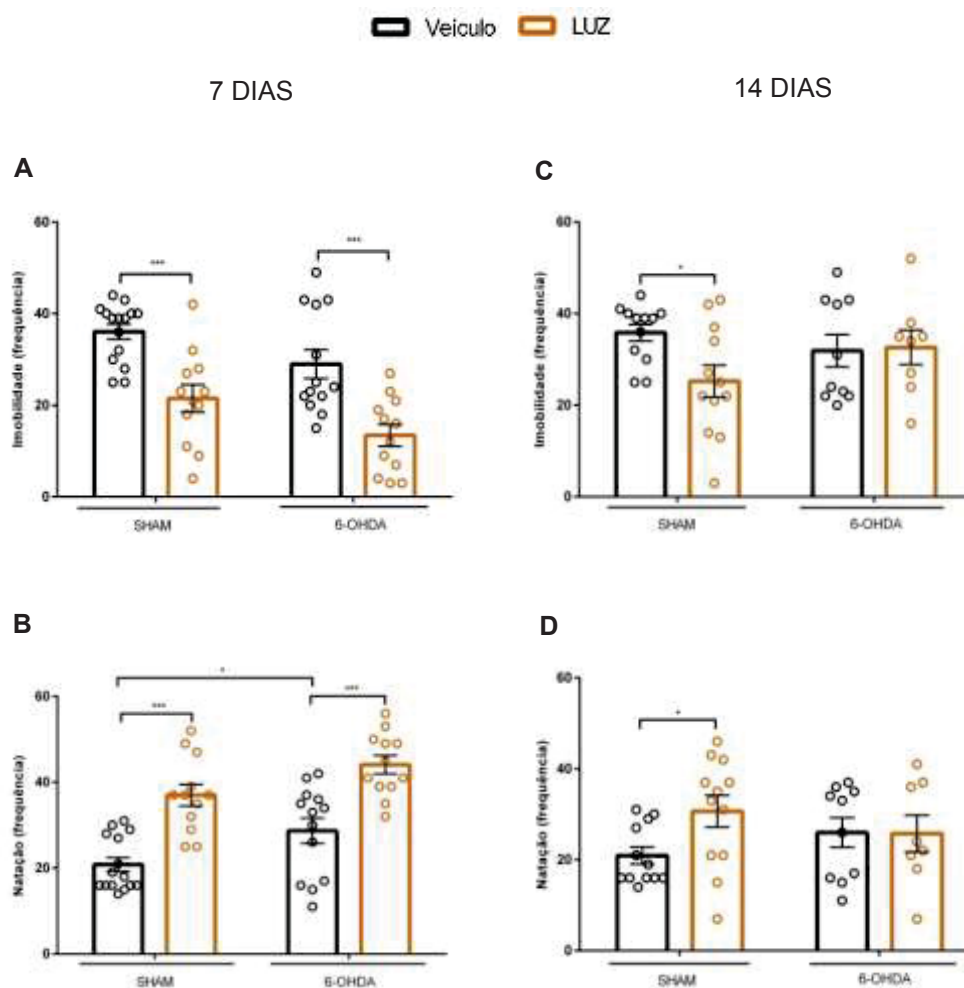 Veículo LUZ
7 DIAS 14 DIAS
A
Imobilidade (frequência)
60
40
20
0
***
***
SHAM 6-OHDA
C
Imobilidade (frequência)
60
40
20
0
*
SHAM 6-OHDA
B
Natação (frequência)
60
40
20
0
*
***
***
SHAM 6-OHDA
D
Natação (frequência)
60
40
20
0
*
SHAM 6-OHDA